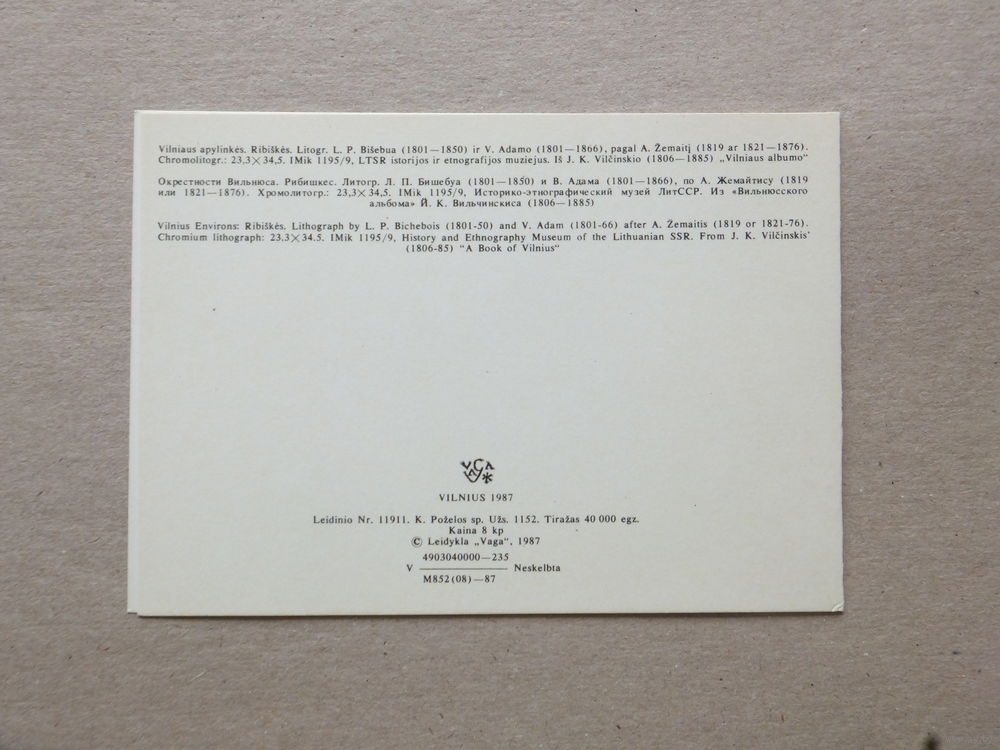 Vilniaus apylinkės. Ribiškės. Litogr. L. P. Bišebua (1801—1850) ir V. Adamo (1801—1866), pagal A. Žemaitį (1819 ar 1821—1876).
Chromolitogr.: 23,3×34,5. IMik 1195/9, LTSR istorijos ir etnografijos muziejus. Iš J. K. Vilčinskio (1806—1885) „Vilniaus albumo“
Окрестности Вильнюса. Рибишкес. Литогр. Л. П. Бишебуа (1801—1850) и В. Адама (1801—1866), по А. Жемайтису (1819
или 1821—1876). Хромолитогр.: 23,3×34,5. IMik 1195/9, Историко-этнографический музей ЛитССР. Из «Вильнюсского
альбома» Й. К. Вильчинскиса (1806—1885)
Vilnius Environs: Ribiškės. Lithograph by L. P. Bichebois (1801-50) and V. Adam (1801-66) after A. Žemaitis (1819 or 1821-76).
Chromium lithograph: 23.3×34.5. IMik 1195/9, History and Ethnography Museum of the Lithuanian SSR. From J. K. Vilčinskis'
(1806-85) "A Book of Vilnius"
VAGA
VILNIUS 1987
Leidinio Nr. 11911. K. Poželos sp. Užs. 1152. Tiražas 40 000 egz.
Kaina 8 kp
© Leidykla „Vaga“, 1987
4903040000—235
V ———— Neskelbta
M852(08)—87